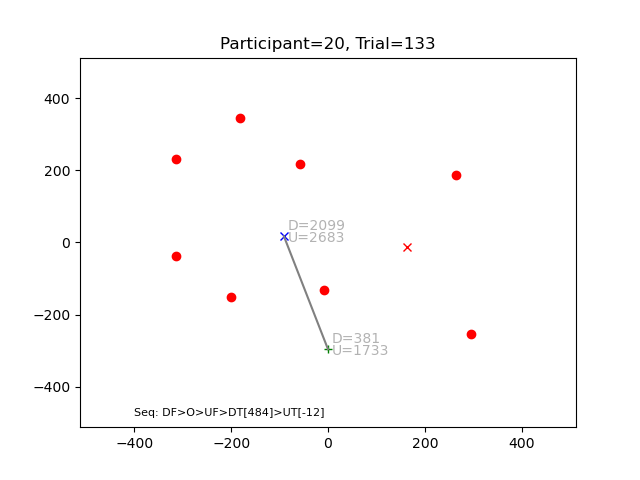 Participant=20, Trial=133
400
200
0
−200
−400
D=2099
U=2683
D=381
U=1733
Seq: DF>O>UF>DT[484]>UT[-12]
−400 −200 0 200 400